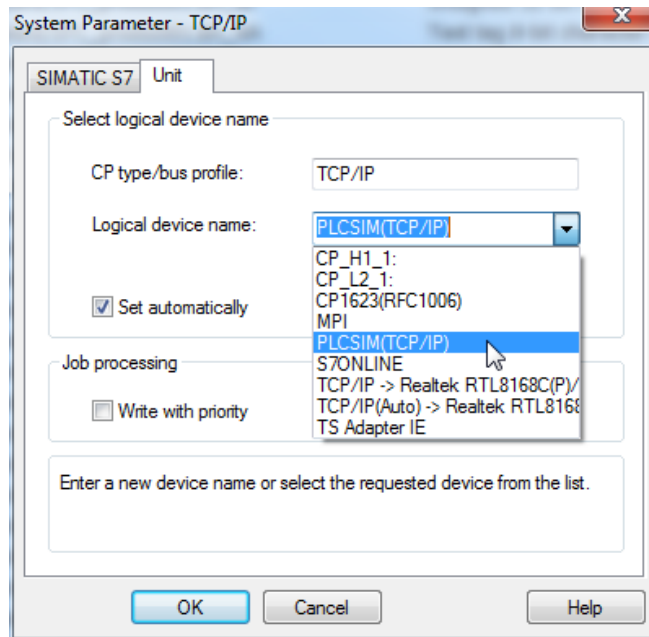 System Parameter - TCP/IP
SIMATIC S7
Unit
Select logical device name
CP type/bus profile:
TCP/IP
Logical device name:
PLCSIM(TCP/IP)
CP_H1_1:
CP_L2_1:
CP1623(RFC1006)
Set automatically
MPI
PLCSIM(TCP/IP)
Job processing
S7ONLINE
TCP/IP -> Realtek RTL8168C(P)/
Write with priority
TCP/IP(Auto) -> Realtek RTL8168
TS Adapter IE
Enter a new device name or select the requested device from the list.
OK
Cancel
Help